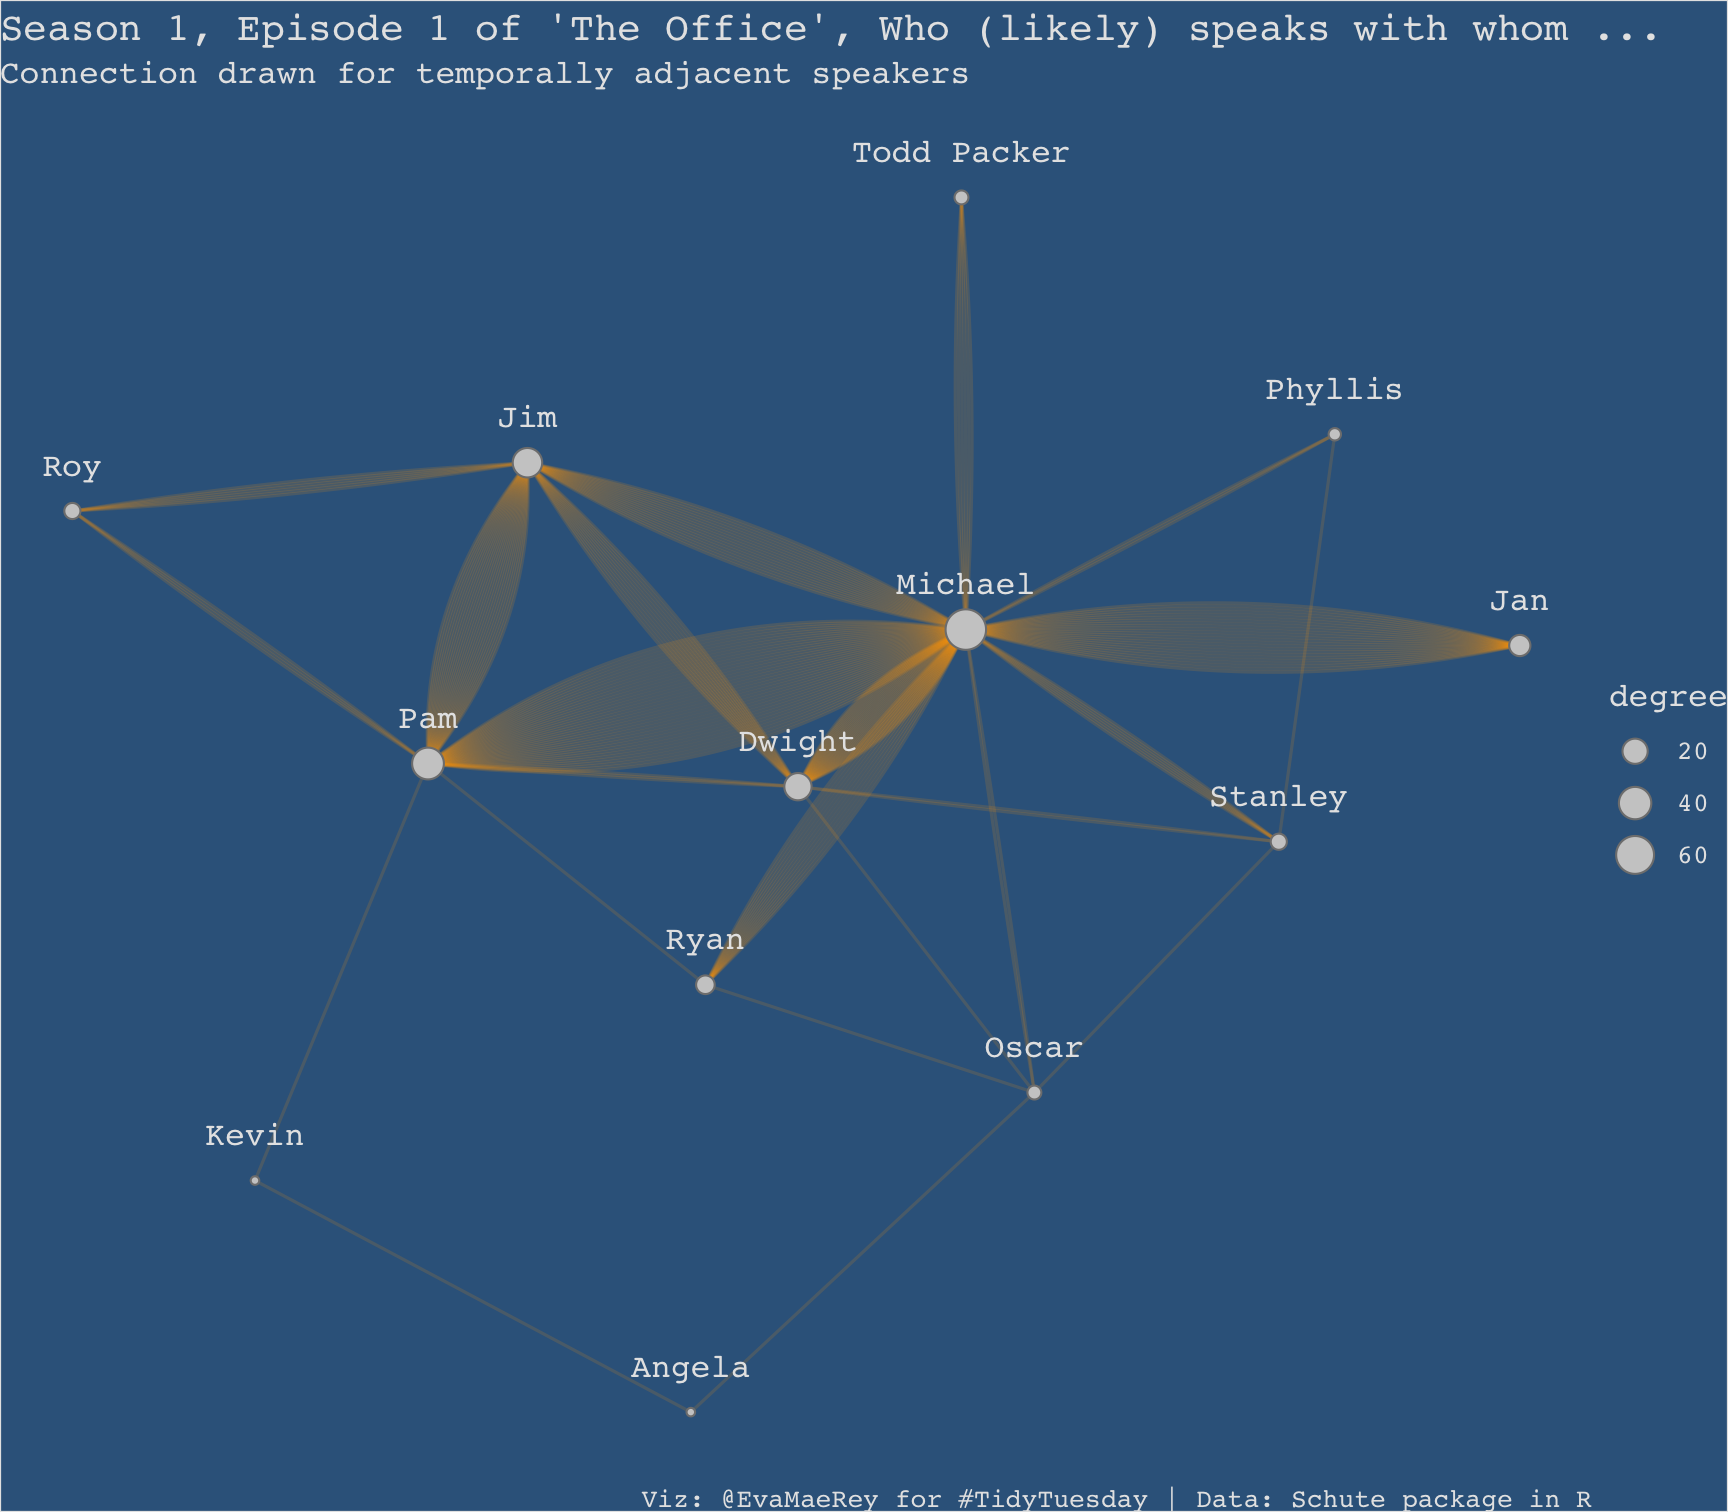 Season 1, Episode 1 of 'The Office', Who (likely) speaks with whom ...
Connection drawn for temporally adjacent speakers
Todd Packer
Phyllis
Jim
Roy
Michael
Jan
degree
Pam
Dwight
20
Stanley
40
60
Ryan
Oscar
Kevin
Angela
Viz: @EvaMaeRey for #TidyTuesday | Data: Schute package in R